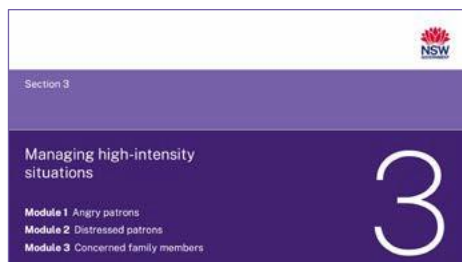 NSW
GOVERNMENT
Section 3
Managing high-intensity
situations
3
Module 1 Angry patrons
Module 2 Distressed patrons
Module 3 Concerned family members